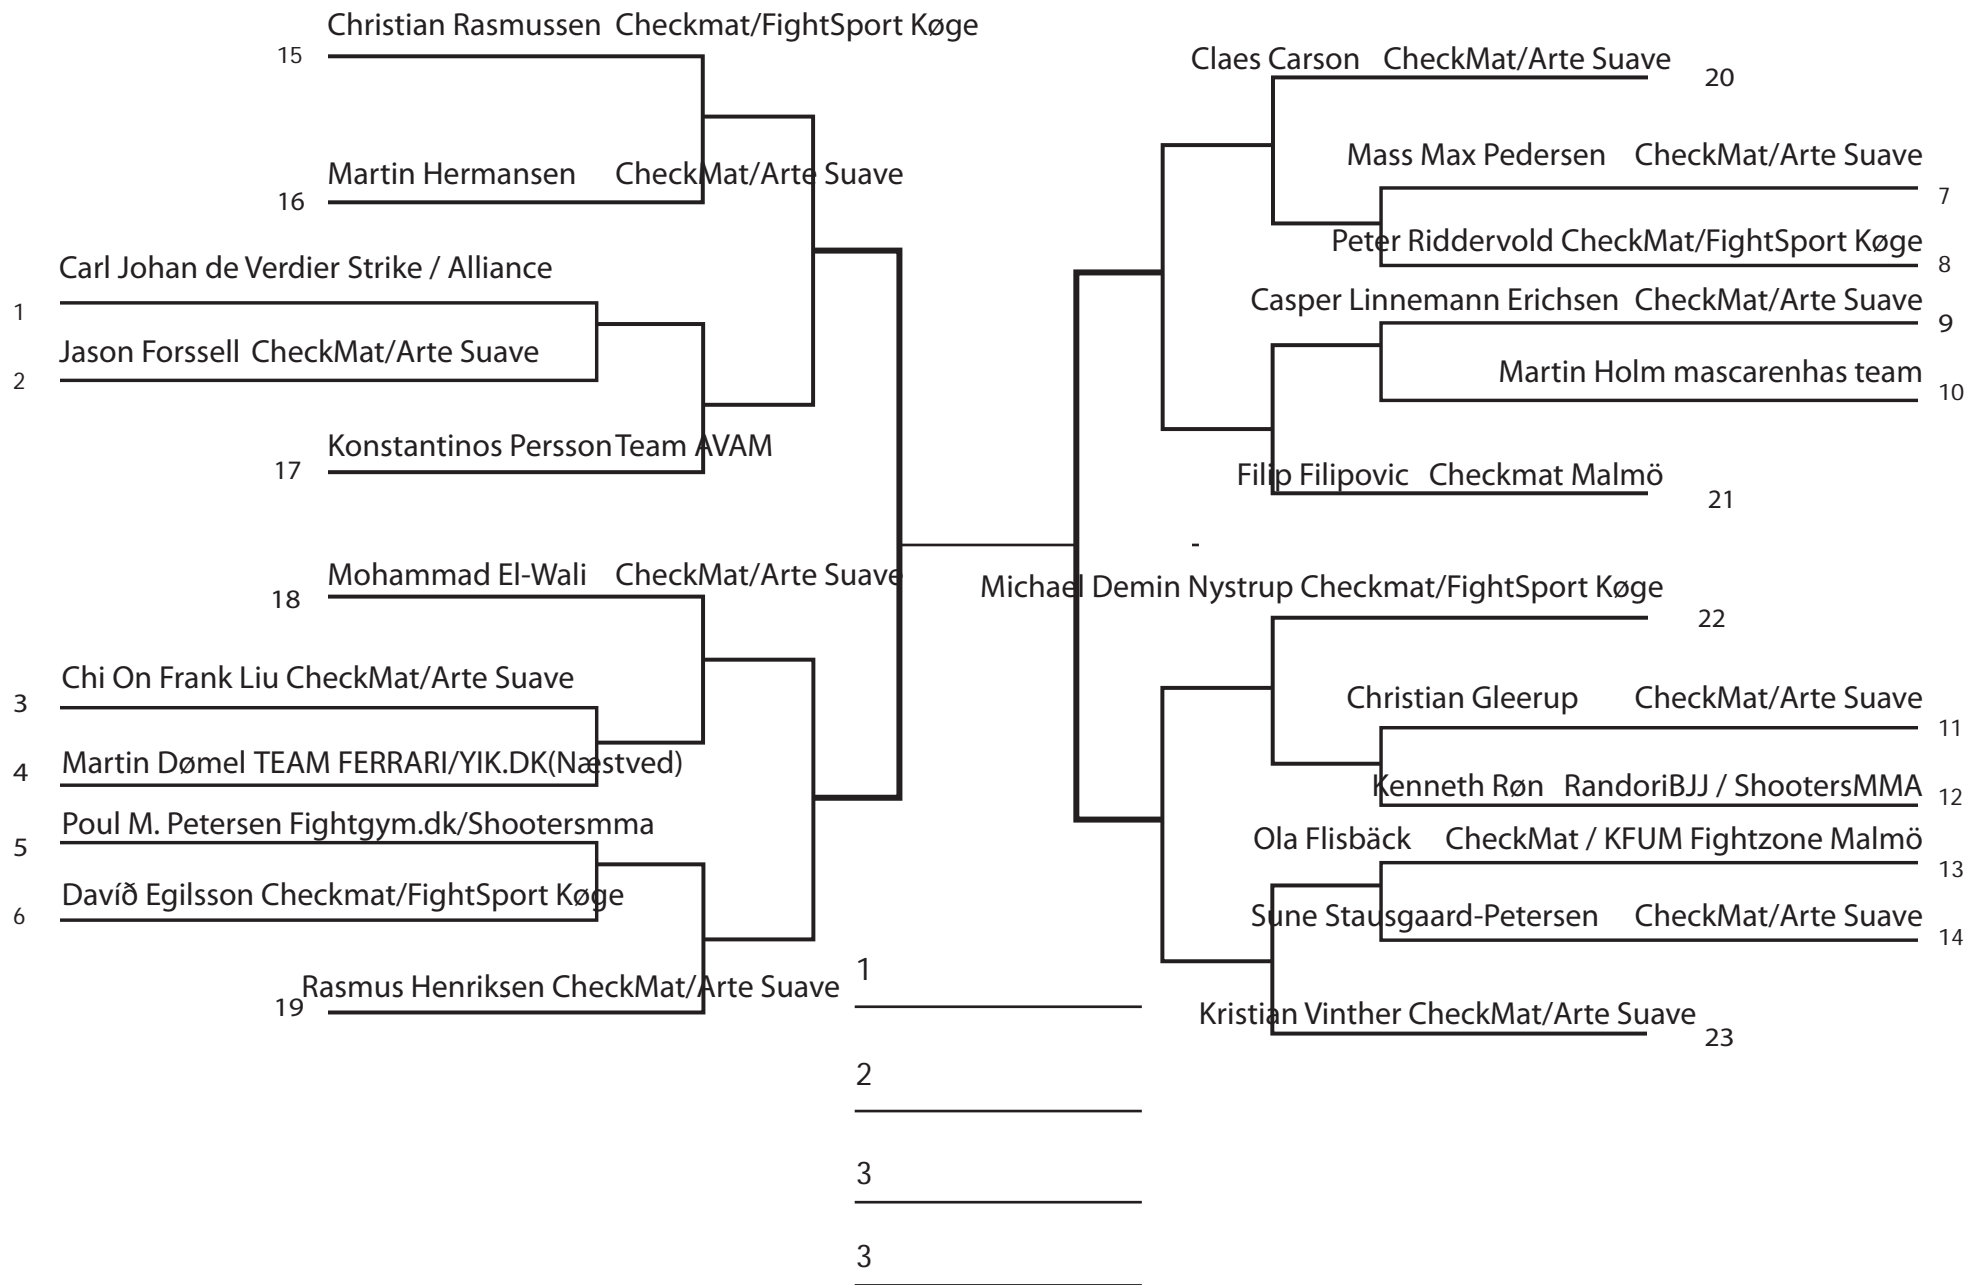 Christian Rasmussen Checkmat/FightSport Køge
15
Martin Hermansen CheckMat/Arte Suave
16
Carl Johan de Verdier Strike / Alliance
1
Jason Forssell CheckMat/Arte Suave
2
Konstantinos Persson Team AVAM
17
Mohammad El-Wali CheckMat/Arte Suave
18
Chi On Frank Liu CheckMat/Arte Suave
3
Martin Dømel TEAM FERRARI/YIK.DK(Næstved)
4
Poul M. Petersen Fightgym.dk/Shootersmma
5
Davíð Egilsson Checkmat/FightSport Køge
6
Rasmus Henriksen CheckMat/Arte Suave
19
Claes Carson CheckMat/Arte Suave
20
Mass Max Pedersen CheckMat/Arte Suave
7
Peter Riddervold CheckMat/FightSport Køge
8
Casper Linnemann Erichsen CheckMat/Arte Suave
9
Martin Holm mascarenhas team
10
Filip Filipovic Checkmat Malmö
21
-
Michael Demin Nystrup Checkmat/FightSport Køge
22
Christian Gleerup CheckMat/Arte Suave
11
Kenneth Røn RandoriBJJ / ShootersMMA
12
Ola Flisbäck CheckMat / KFUM Fightzone Malmö
13
Sune Stausgaard-Petersen CheckMat/Arte Suave
14
Kristian Vinther CheckMat/Arte Suave
23
1
2
3
3